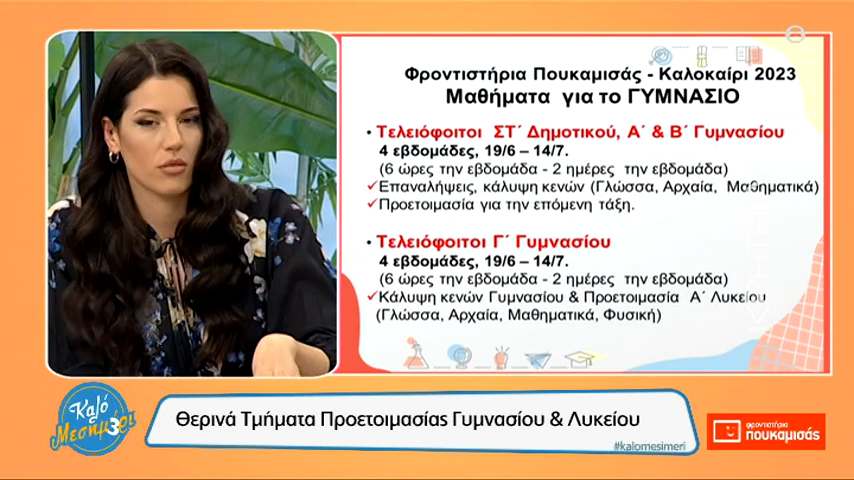 Φροντιστήρια Πουκαμισάς - Καλοκαίρι 2023
Μαθήματα για το ΓΥΜΝΑΣΙΟ
• Τελειόφοιτοι ΣΤ΄ Δημοτικού, Α΄ & Β΄ Γυμνασίου
4 εβδομάδες, 19/6 – 14/7.
(6 ώρες την εβδομάδα - 2 ημέρες την εβδομάδα)
✓Επαναλήψεις, κάλυψη κενών (Γλώσσα, Αρχαία, Μαθηματικά)
✓Προετοιμασία για την επόμενη τάξη.
• Τελειόφοιτοι Γ΄ Γυμνασίου
4 εβδομάδες, 19/6 – 14/7.
(6 ώρες την εβδομάδα - 2 ημέρες την εβδομάδα)
✓Κάλυψη κενών Γυμνασίου & Προετοιμασία Α΄ Λυκείου
(Γλώσσα, Αρχαία, Μαθηματικά, Φυσική)
Καλό
Μεσημέρι
3
Θερινά Τμήματα Προετοιμασίας Γυμνασίου & Λυκείου
#kalomesimeri
φροντιστήρια
πουκαμισάς